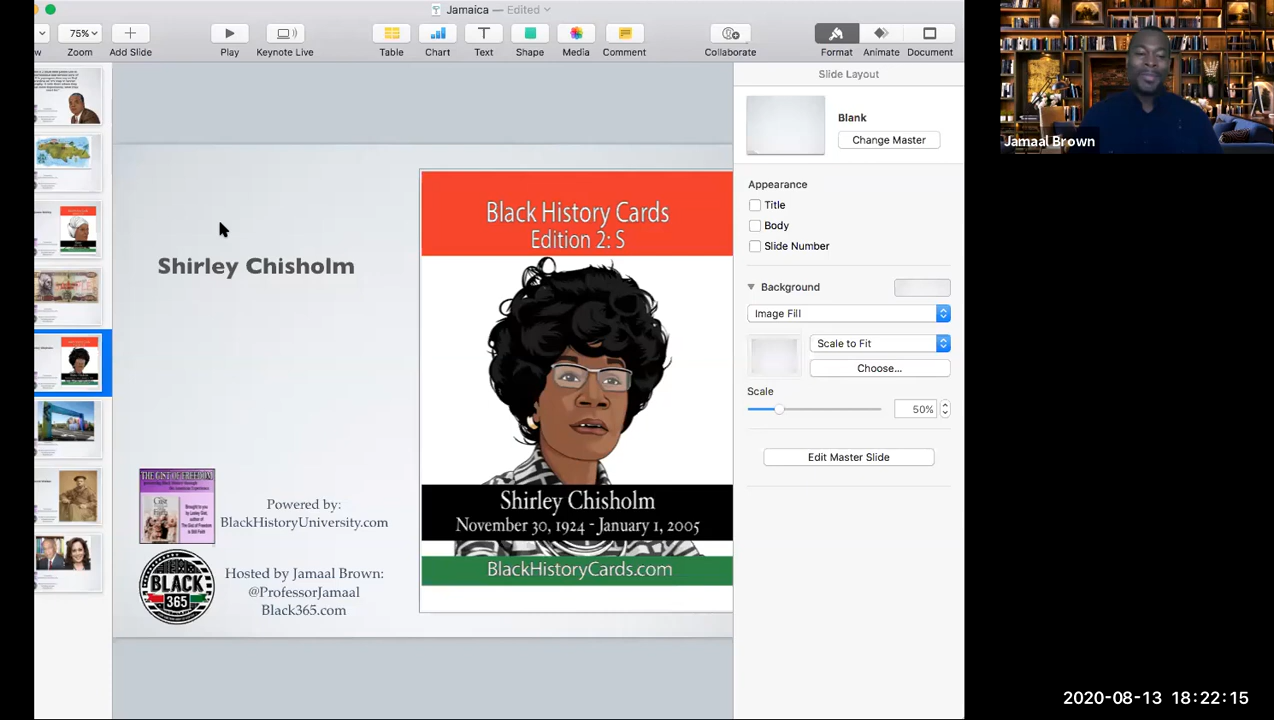 Jamaica — Edited
75%
Zoom
Add Slide
Play
Keynote Live
Table
Chart
Text
Shape
Media
Comment
Collaborate
Format
Animate
Document
Slide Layout
Blank
Change Master
Appearance
Title
Body
Slide Number
Background
Image Fill
Scale to Fit
Choose...
Scale
50%
Edit Master Slide
Shirley Chisholm
Black History Cards
Edition 2: S
Shirley Chisholm
November 30, 1924 - January 1, 2005
BlackHistoryCards.com
THE GIST OF FREEDOM
Powered by:
BlackHistoryUniversity.com
BLACK
365
Hosted by Jamaal Brown:
@ProfessorJamaal
Black365.com
Jamaal Brown
2020-08-13 18:22:15